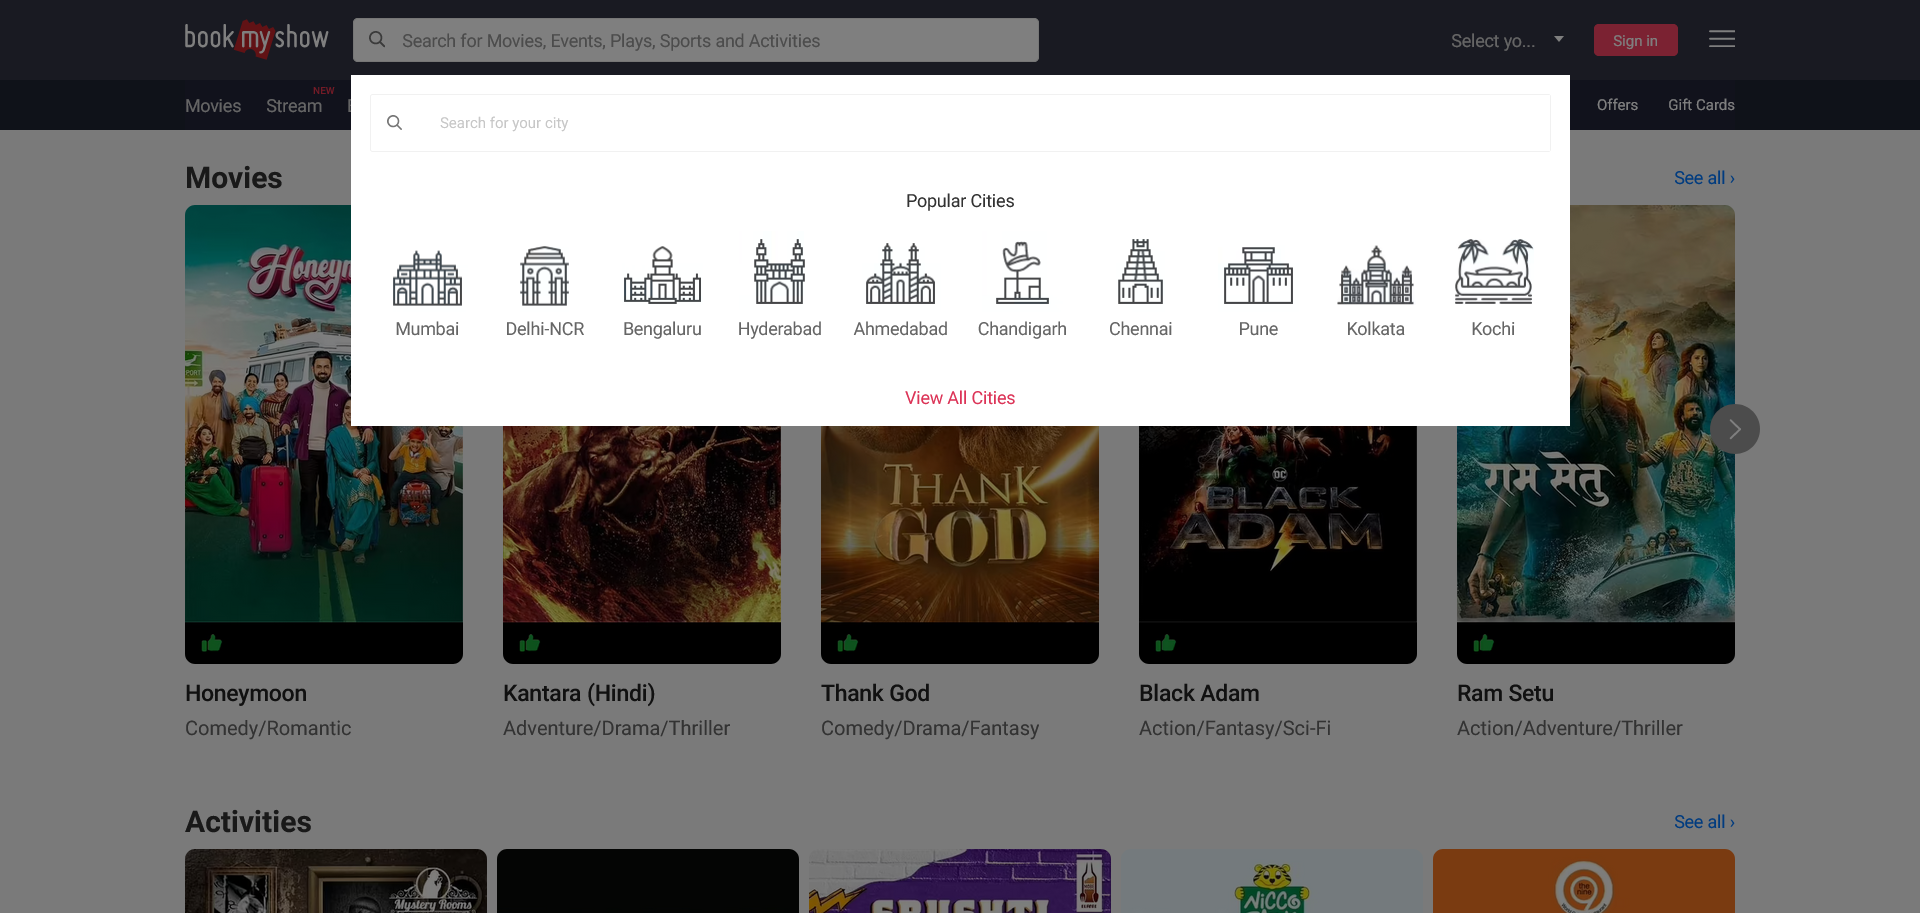 bookmyshow
Search for Movies, Events, Plays, Sports and Activities
Select yo...
Sign in
Movies
Stream
NEW
Offers
Gift Cards
Search for your city
Popular Cities
Mumbai
Delhi-NCR
Bengaluru
Hyderabad
Ahmedabad
Chandigarh
Chennai
Pune
Kolkata
Kochi
View All Cities
Movies
See all ›
THANK
GOD
DC
BLACK
ADAM
राम सेतु
Honeymoon
Comedy/Romantic
Kantara (Hindi)
Adventure/Drama/Thriller
Thank God
Comedy/Drama/Fantasy
Black Adam
Action/Fantasy/Sci-Fi
Ram Setu
Action/Adventure/Thriller
Activities
See all ›
Mystery Rooms
NICCO